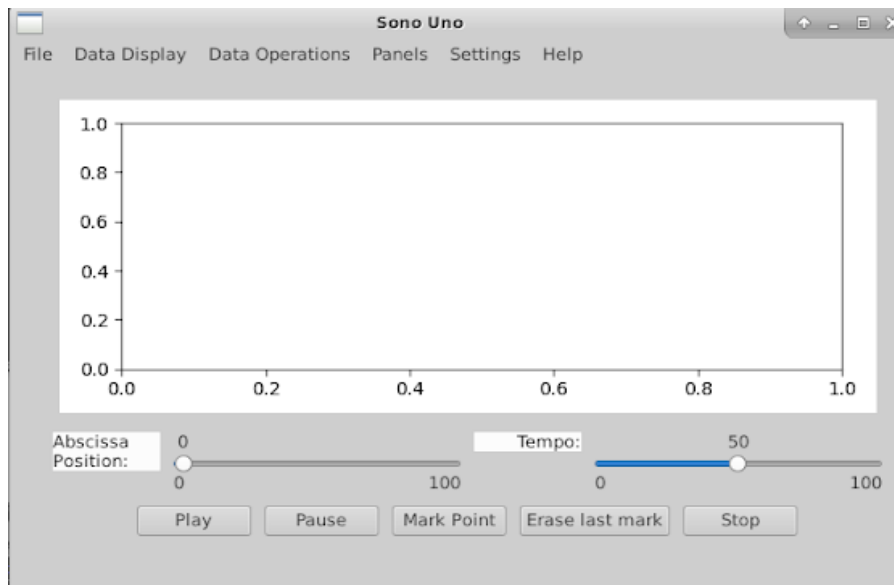 Sono Uno
File Data Display Data Operations Panels Settings Help
1.0
0.8
0.6
0.4
0.2
0.0
0.0 0.2 0.4 0.6 0.8 1.0
Abscissa 0 Tempo: 50
Position:
0 100 0 100
Play Pause Mark Point Erase last mark Stop